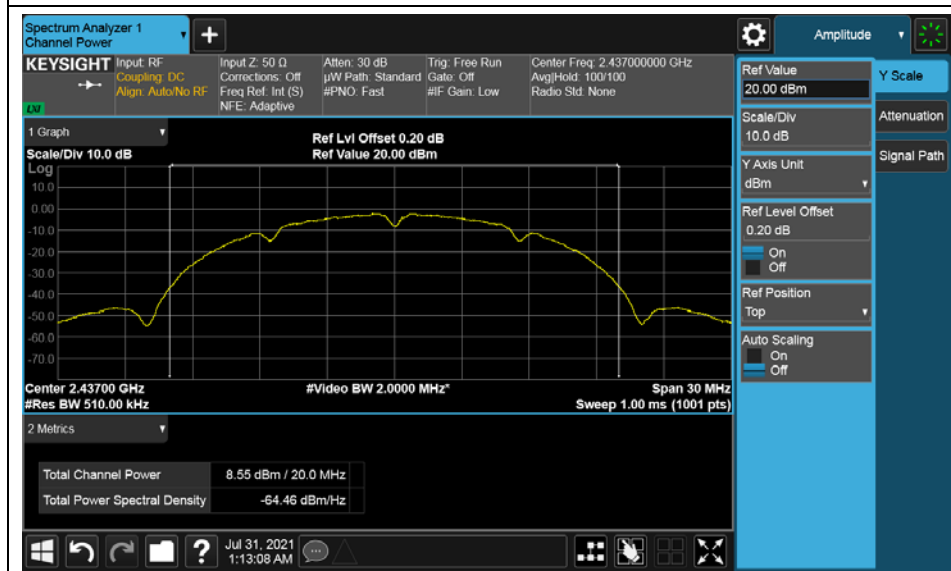 Spectrum Analyzer 1
Channel Power
+
Amplitude
KEYSIGHT
Input: RF
Coupling: DC
Align: Auto/No RF
Input Z: 50 Ω
Corrections: Off
Freq Ref: Int (S)
NFE: Adaptive
Atten: 30 dB
µW Path: Standard
#PNO: Fast
Trig: Free Run
Gate: Off
#IF Gain: Low
Center Freq: 2.437000000 GHz
Avg|Hold: 100/100
Radio Std: None
LXI
1 Graph
Scale/Div 10.0 dB
Ref Lvl Offset 0.20 dB
Ref Value 20.00 dBm
Log
10.0
0.00
-10.0
-20.0
-30.0
-40.0
-50.0
-60.0
-70.0
Center 2.43700 GHz
#Res BW 510.00 kHz
#Video BW 2.0000 MHz*
Span 30 MHz
Sweep 1.00 ms (1001 pts)
2 Metrics
Total Channel Power 8.55 dBm / 20.0 MHz
Total Power Spectral Density -64.46 dBm/Hz
?
Jul 31, 2021
1:13:08 AM
Ref Value
20.00 dBm
Scale/Div
10.0 dB
Y Axis Unit
dBm
Ref Level Offset
0.20 dB
On
Off
Ref Position
Top
Auto Scaling
On
Off
Y Scale
Attenuation
Signal Path